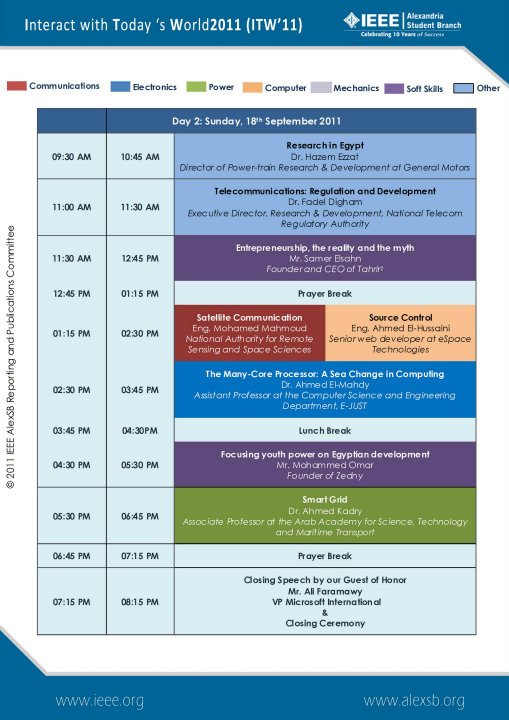 Interact with Today 's World2011 (ITW'11)
IEEE Alexandria
Student Branch
Celebrating 10 Years of Success
Communications
Electronics
Power
Computer
Mechanics
Soft Skills
Other
Day 2: Sunday, 18th September 2011
09:30 AM 10:45 AM
Research in Egypt
Dr. Hazem Ezzat
Director of Power-train Research & Development at General Motors
11:00 AM 11:30 AM
Telecommunications: Regulation and Development
Dr. Fadel Digham
Executive Director, Research & Development, National Telecom
Regulatory Authority
11:30 AM 12:45 PM
Entrepreneurship, the reality and the myth
Mr. Samer Elsahn
Founder and CEO of Tahrir²
12:45 PM 01:15 PM Prayer Break
01:15 PM 02:30 PM
Satellite Communication
Eng. Mohamed Mahmoud
National Authority for Remote
Sensing and Space Sciences
Source Control
Eng. Ahmed El-Hussaini
Senior web developer at eSpace
Technologies
02:30 PM 03:45 PM
The Many-Core Processor: A Sea Change in Computing
Dr. Ahmed El-Mahdy
Assistant Professor at the Computer Science and Engineering
Department, E-JUST
03:45 PM 04:30PM Lunch Break
04:30 PM 05:30 PM
Focusing youth power on Egyptian development
Mr. Mohammed Omar
Founder of Zedny
05:30 PM 06:45 PM
Smart Grid
Dr. Ahmed Kadry
Associate Professor at the Arab Academy for Science, Technology
and Maritime Transport
06:45 PM 07:15 PM Prayer Break
07:15 PM 08:15 PM
Closing Speech by our Guest of Honor
Mr. Ali Faramawy
VP Microsoft International
&
Closing Ceremony
© 2011 IEEE AlexSB Reporting and Publications Committee
www.ieee.org
www.alexsb.org